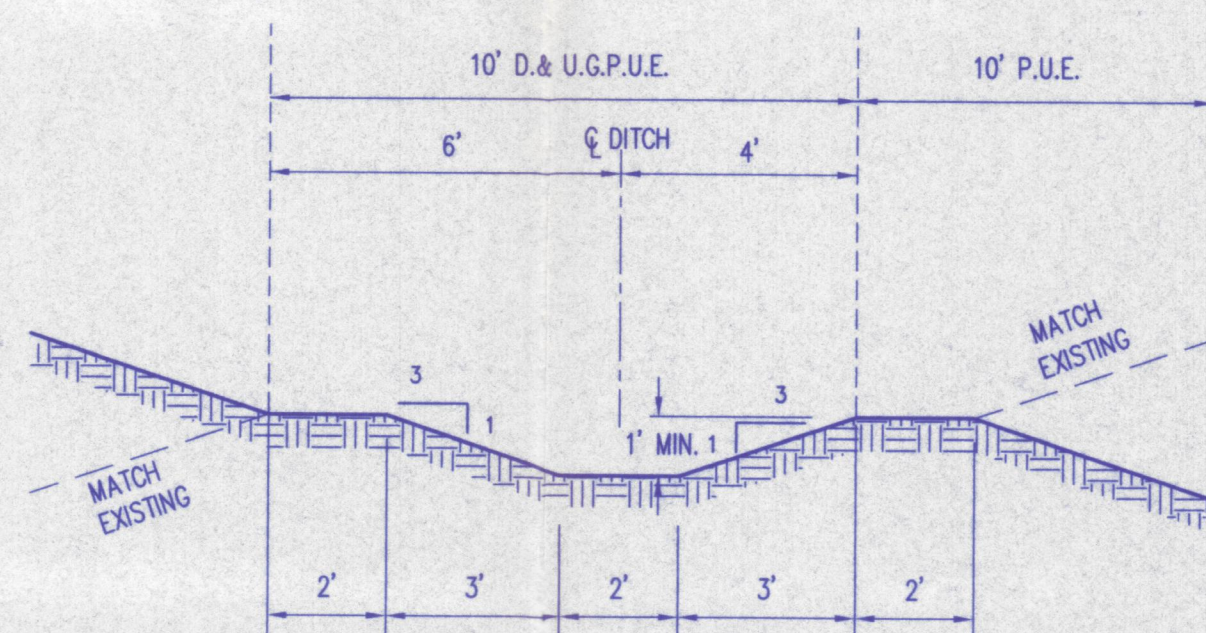 10' D.& U.G.P.U.E.
10' P.U.E.
6'
℄ DITCH
4'
MATCH
EXISTING
3
1
3
1' MIN. 1
MATCH
EXISTING
2'
3'
2'
3'
2'